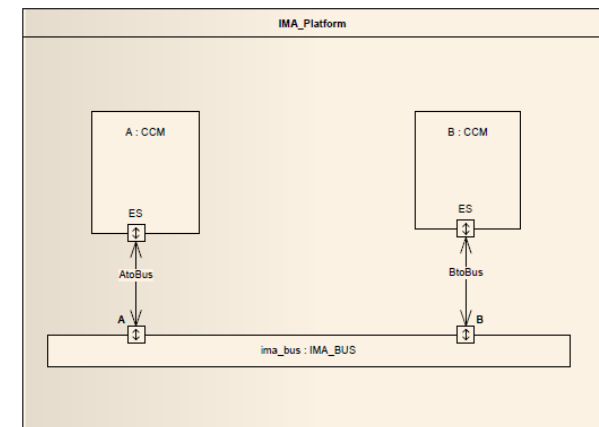 IMA_Platform
A : CCM
B : CCM
ES
ES
AtoBus
BtoBus
A
B
ima_bus : IMA_BUS